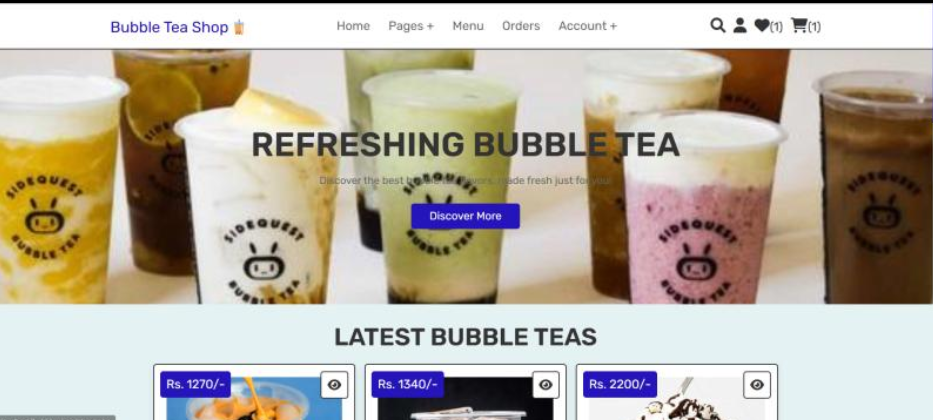 Bubble Tea Shop 🧋
Home Pages + Menu Orders Account + (1) (1)
REFRESHING BUBBLE TEA
Discover the best bubble tea flavors, made fresh just for you!
Discover More
SIDEQUEST
BUBBLE TEA
SIDEQUEST
BUBBLE TEA
SIDEQUEST
BUBBLE TEA
SIDEQUEST
BUBBLE TEA
SIDEQUEST
BUBBLE TEA
LATEST BUBBLE TEAS
Rs. 1270/- Rs. 1340/- Rs. 2200/-